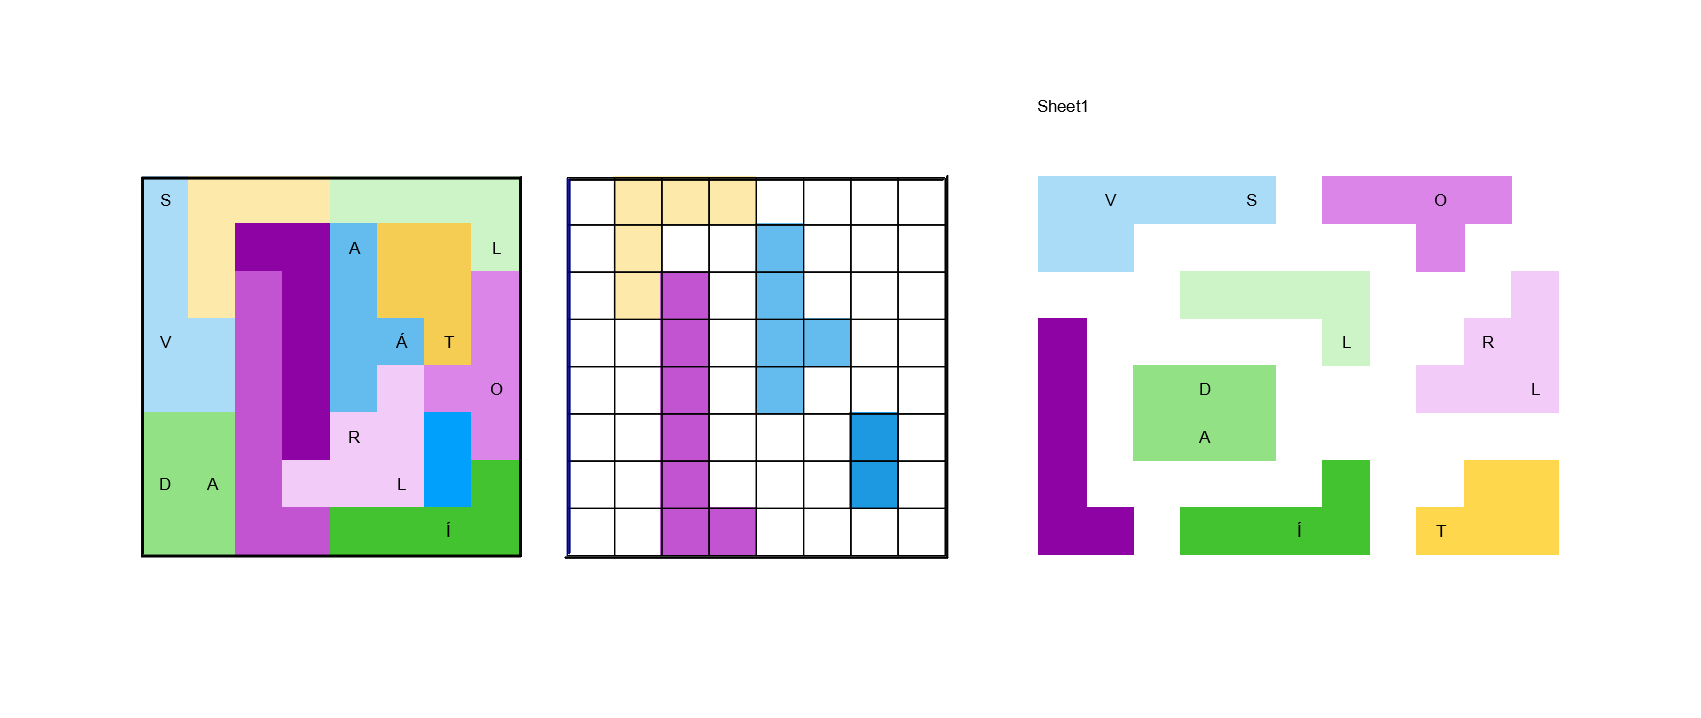 Sheet1
S
A L
V Á T
O
R
D A L
Í
V S O
L R
D L
A
Í T